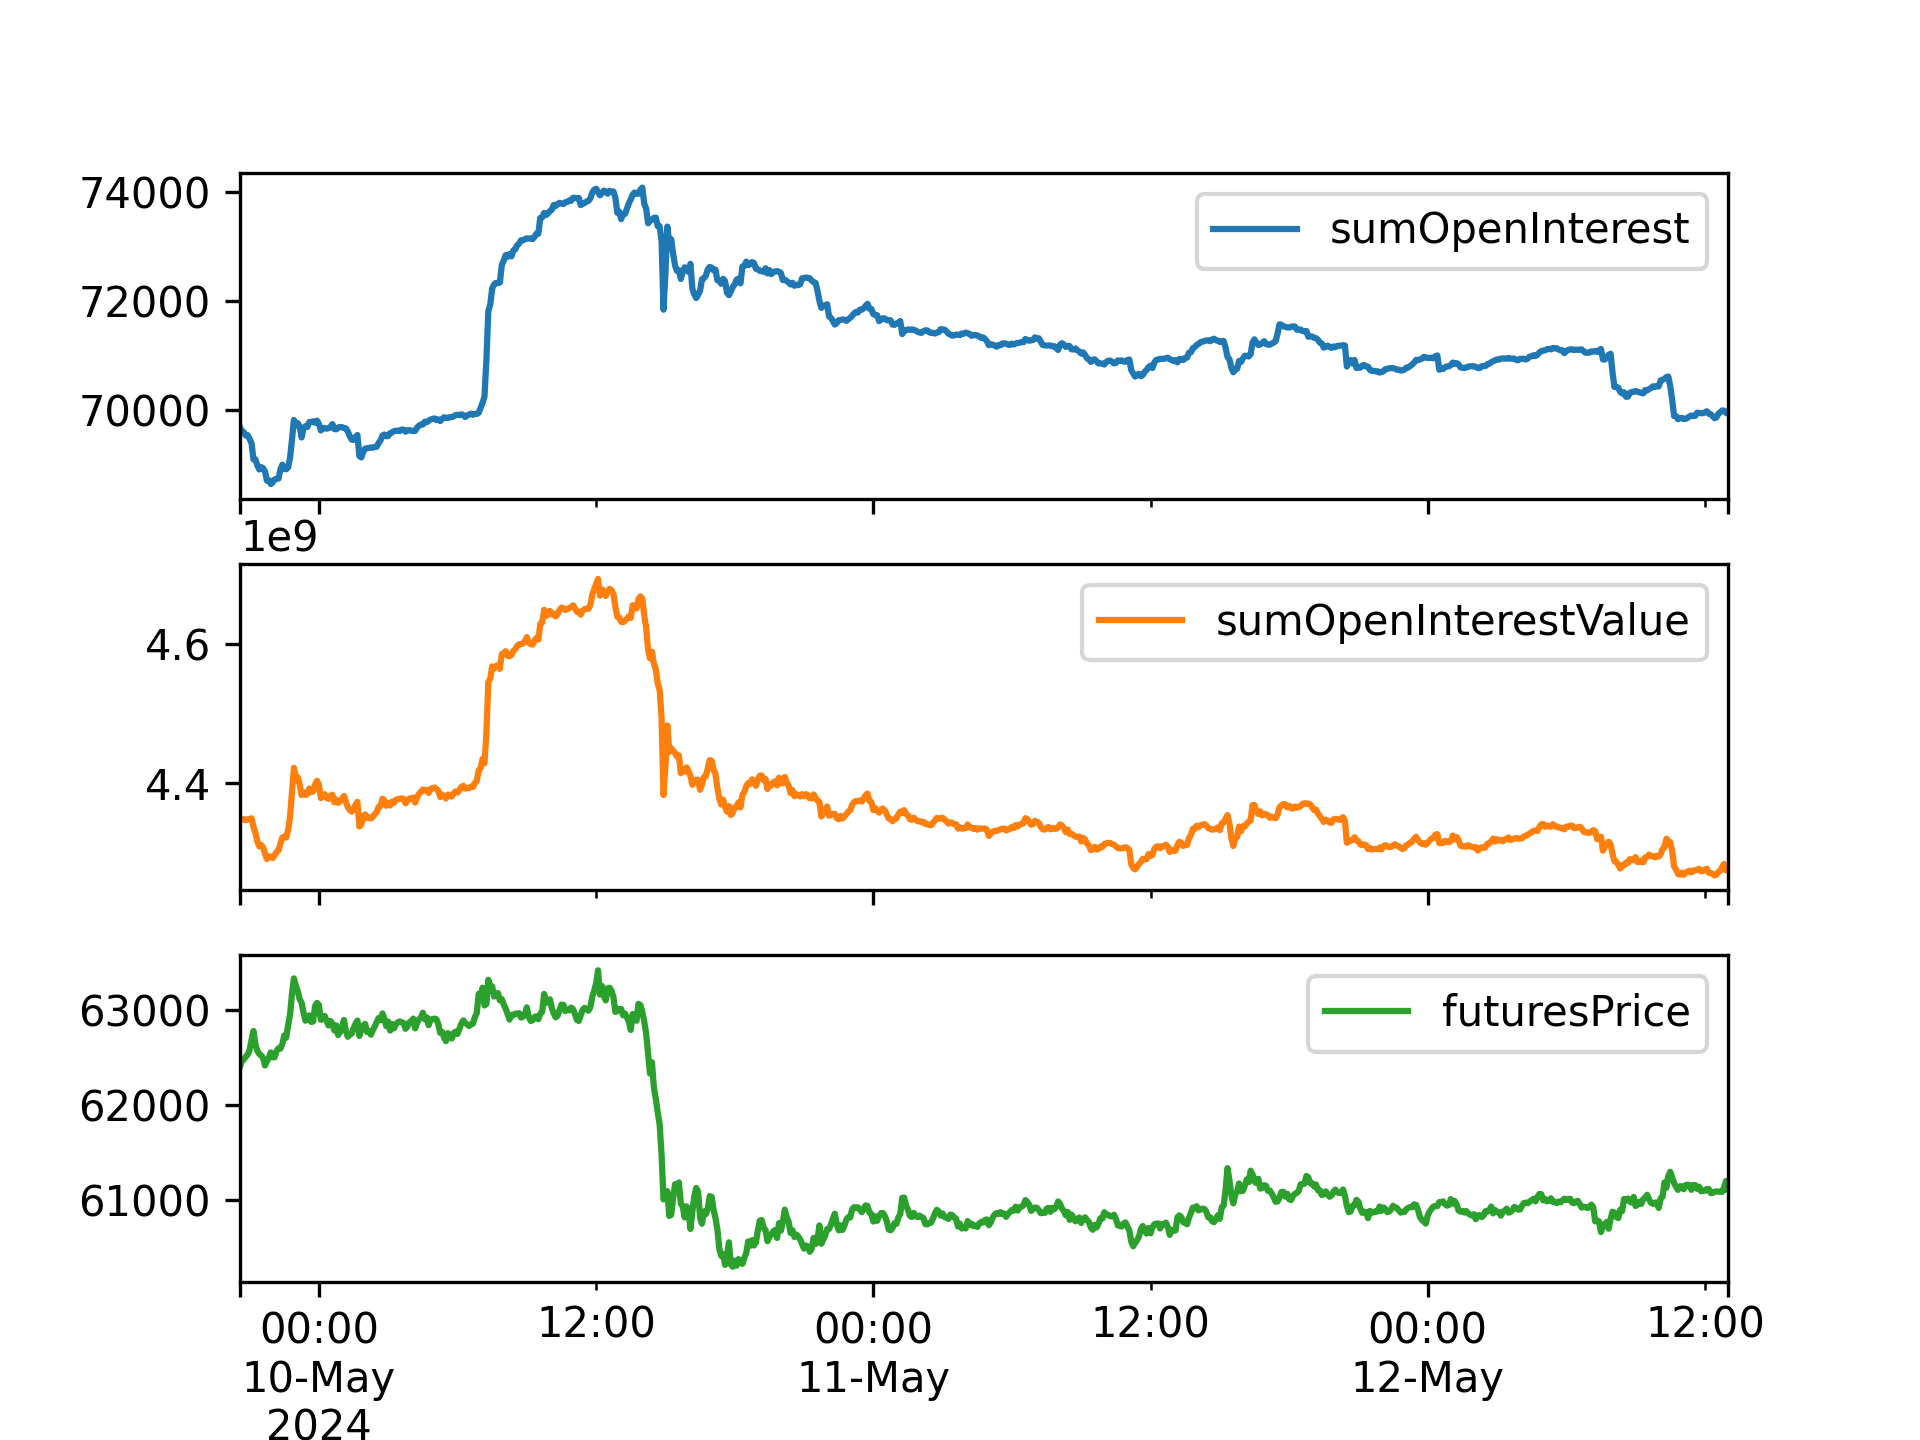 74000
72000
70000
sumOpenInterest
1e9
4.6
4.4
sumOpenInterestValue
63000
62000
61000
futuresPrice
00:00 12:00 00:00 12:00 00:00 12:00
10-May 11-May 12-May
2024